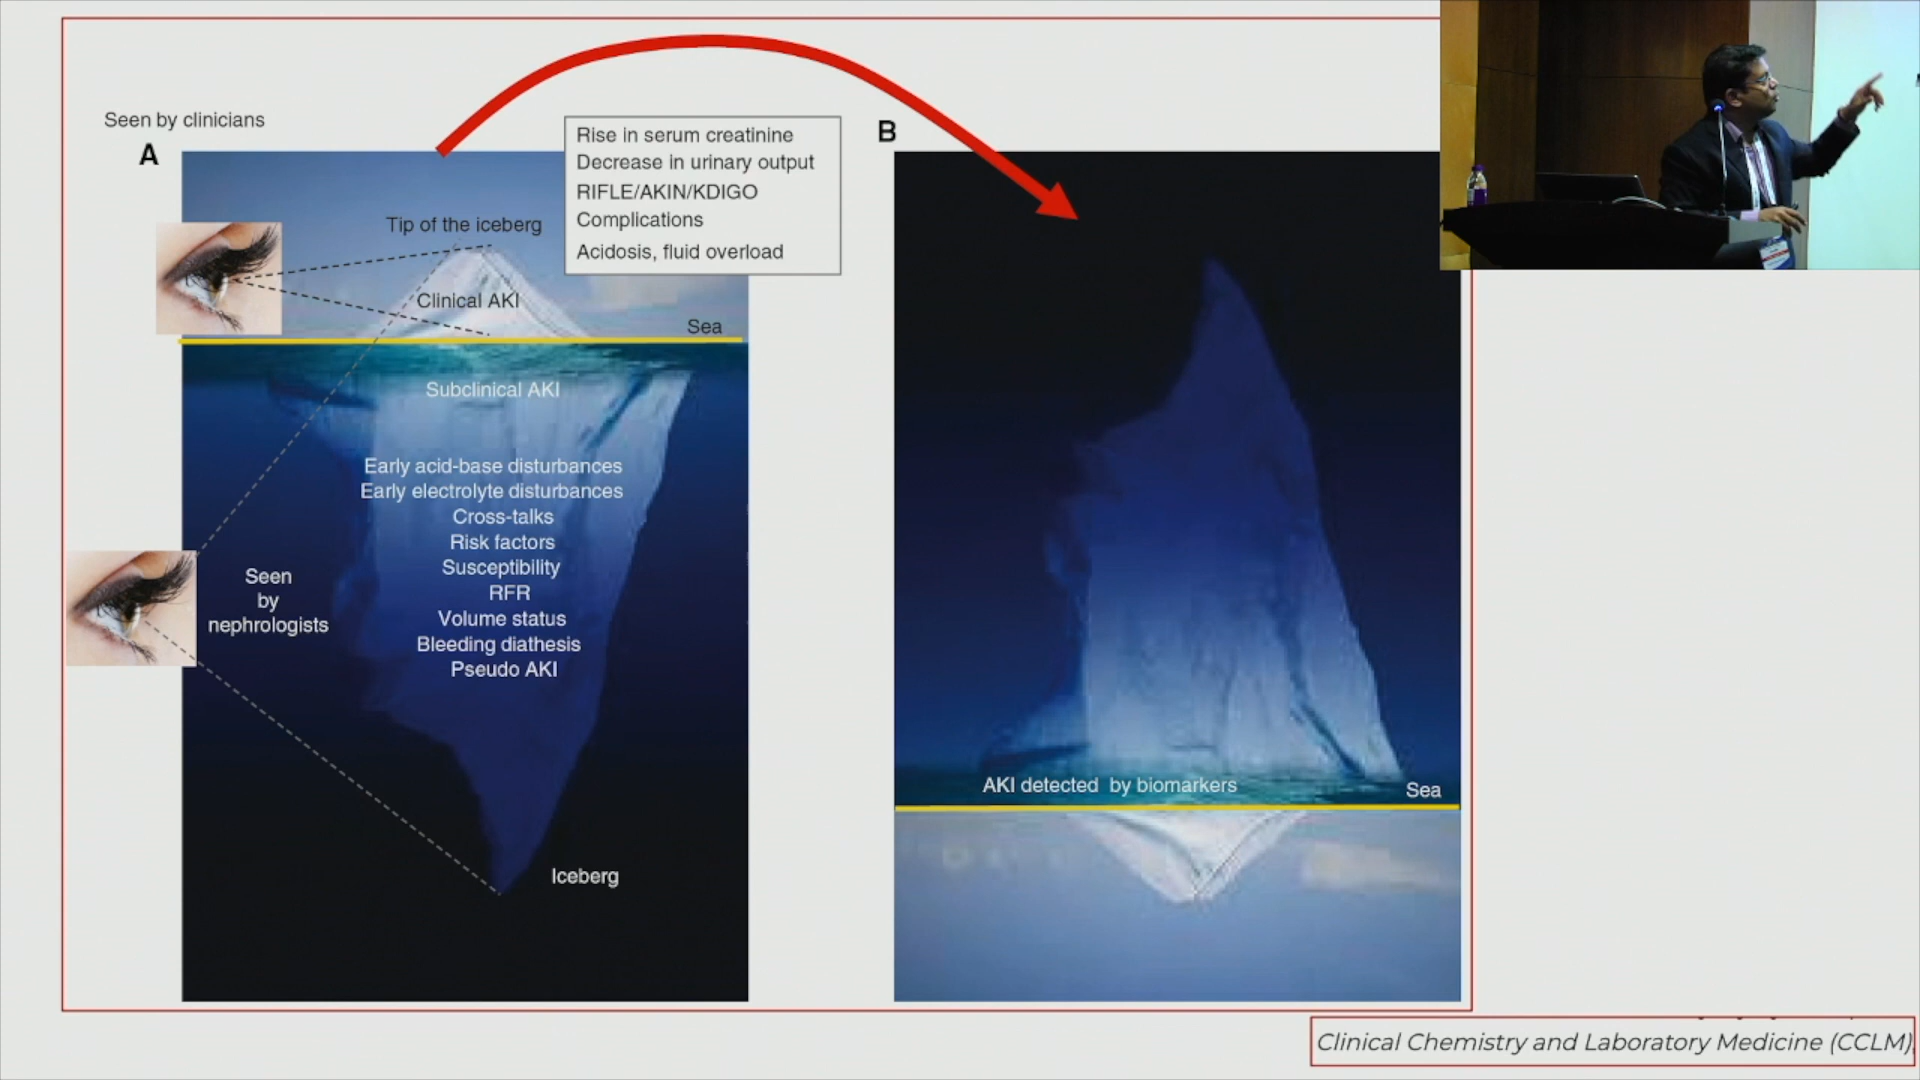 Seen by clinicians
A
Rise in serum creatinine
Decrease in urinary output
RIFLE/AKIN/KDIGO
Complications
Acidosis, fluid overload
Tip of the iceberg
Clinical AKI
Sea
Subclinical AKI
Early acid-base disturbances
Early electrolyte disturbances
Cross-talks
Risk factors
Susceptibility
RFR
Volume status
Bleeding diathesis
Pseudo AKI
Seen
by
nephrologists
Iceberg
B
AKI detected by biomarkers
Sea
Clinical Chemistry and Laboratory Medicine (CCLM),